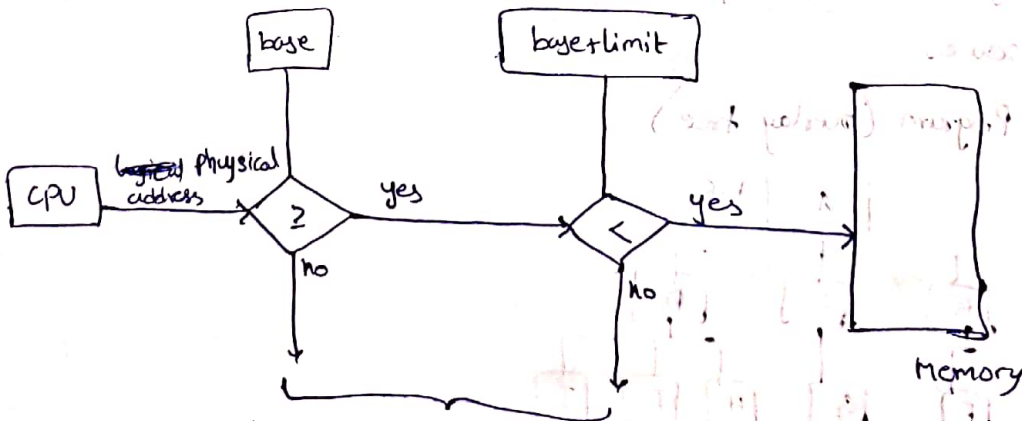 base
base+limit
physical
address
CPU
≥
yes
<
yes
no
no
Memory